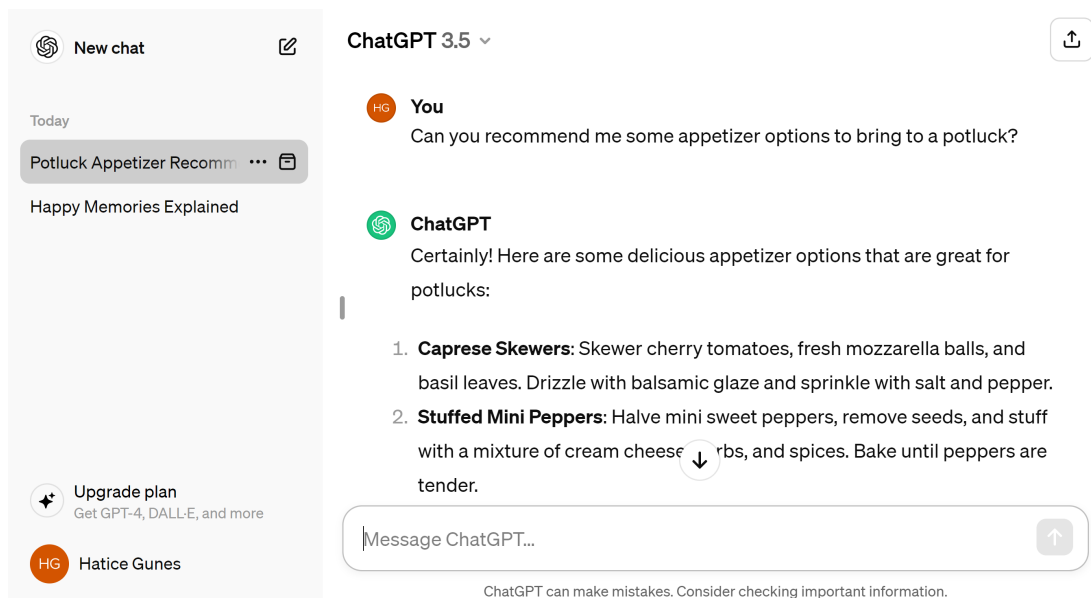 New chat
Today
Potluck Appetizer Recomm
Happy Memories Explained
Upgrade plan
Get GPT-4, DALL·E, and more
HG
Hatice Gunes
ChatGPT 3.5
HG
You
Can you recommend me some appetizer options to bring to a potluck?
ChatGPT
Certainly! Here are some delicious appetizer options that are great for
potlucks:
1. Caprese Skewers: Skewer cherry tomatoes, fresh mozzarella balls, and
basil leaves. Drizzle with balsamic glaze and sprinkle with salt and pepper.
2. Stuffed Mini Peppers: Halve mini sweet peppers, remove seeds, and stuff
with a mixture of cream cheese, and spices. Bake until peppers are
tender.
Message ChatGPT...
ChatGPT can make mistakes. Consider checking important information.